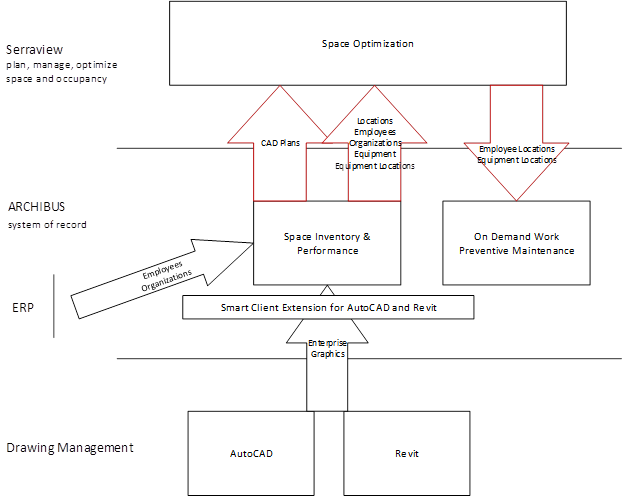 Serraview
plan, manage, optimize
space and occupancy
Space Optimization
CAD Plans
Locations
Employees
Organizations
Equipment
Equipment Locations
Employee Locations
Equipment Locations
ARCHIBUS
system of record
Space Inventory &
Performance
On Demand Work
Preventive Maintenance
Employees
Organizations
ERP
Smart Client Extension for AutoCAD and Revit
Enterprise
Graphics
Drawing Management
AutoCAD
Revit